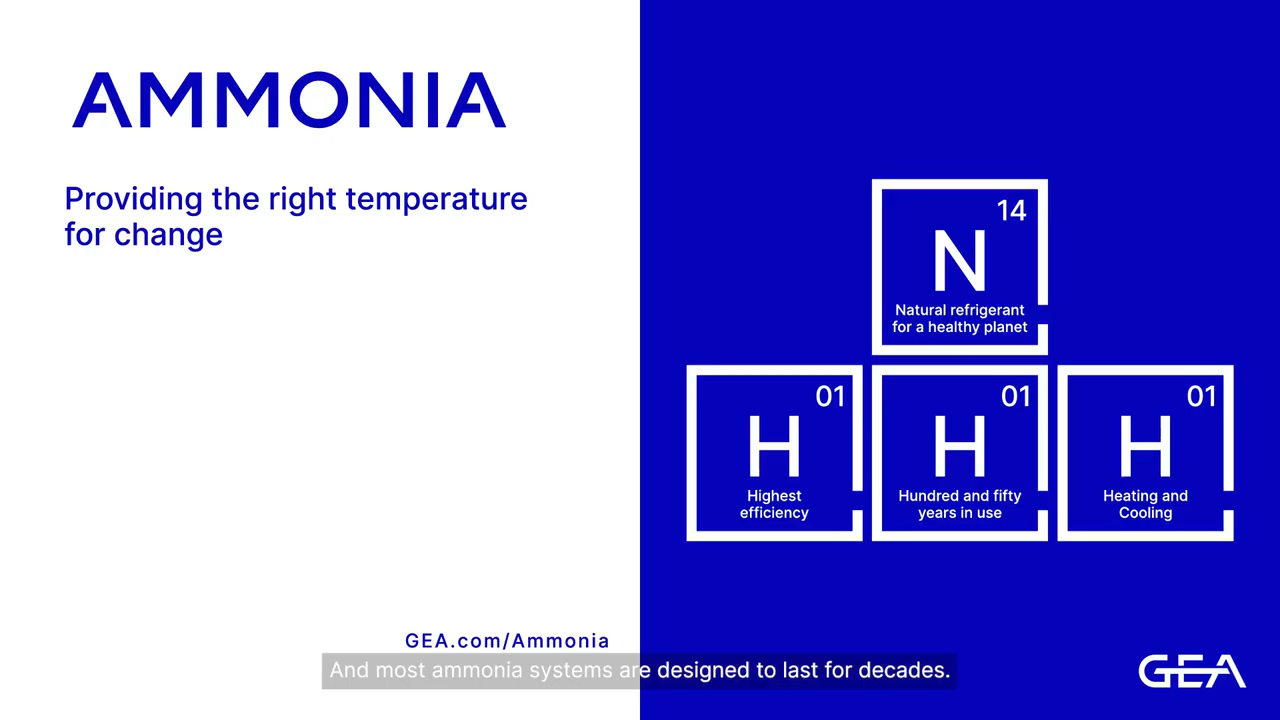 AMMONIA
Providing the right temperature
for change
14
N
Natural refrigerant
for a healthy planet
01
H
Highest
efficiency
01
H
Hundred and fifty
years in use
01
H
Heating and
Cooling
GEA.com/Ammonia
And most ammonia systems are designed to last for decades.
GEA